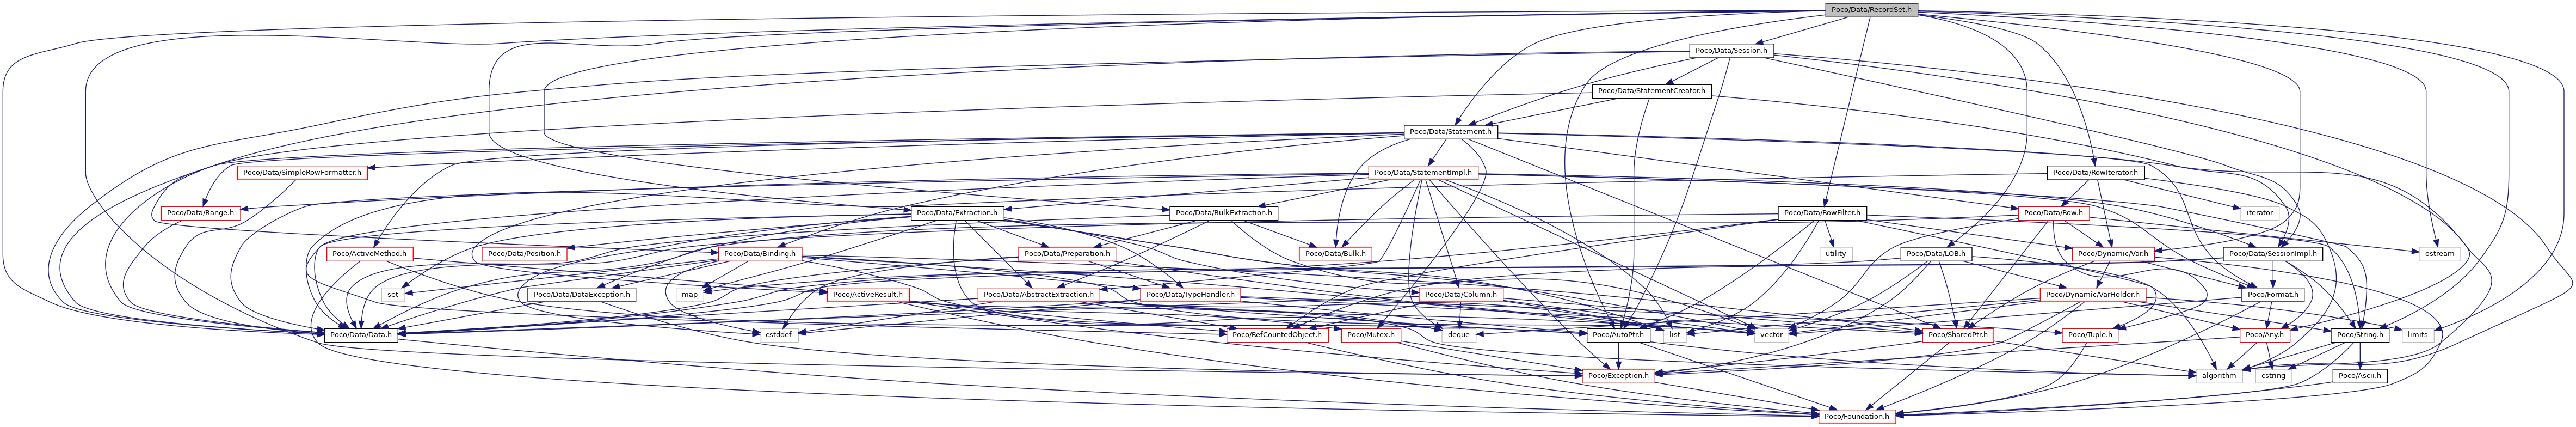 Poco/Data/RecordSet.h
Poco/Data/Session.h
Poco/Data/StatementCreator.h
Poco/Data/Statement.h
Poco/Data/SimpleRowFormatter.h
Poco/Data/StatementImpl.h
Poco/Data/RowIterator.h
Poco/Data/Range.h
Poco/Data/Extraction.h
Poco/Data/BulkExtraction.h
Poco/Data/RowFilter.h
Poco/Data/Row.h
iterator
Poco/ActiveMethod.h
Poco/Data/Position.h
Poco/Data/Binding.h
Poco/Data/Preparation.h
Poco/Data/Bulk.h
utility
Poco/Data/LOB.h
Poco/Dynamic/Var.h
Poco/Data/SessionImpl.h
ostream
set
Poco/Data/DataException.h
map
Poco/ActiveResult.h
Poco/Data/AbstractExtraction.h
Poco/Data/TypeHandler.h
Poco/Data/Column.h
Poco/Dynamic/VarHolder.h
Poco/Format.h
Poco/Data/Data.h
cstddef
Poco/RefCountedObject.h
Poco/Mutex.h
deque
Poco/AutoPtr.h
list
vector
Poco/SharedPtr.h
Poco/Tuple.h
Poco/Any.h
Poco/String.h
limits
Poco/Exception.h
algorithm
cstring
Poco/Ascii.h
Poco/Foundation.h